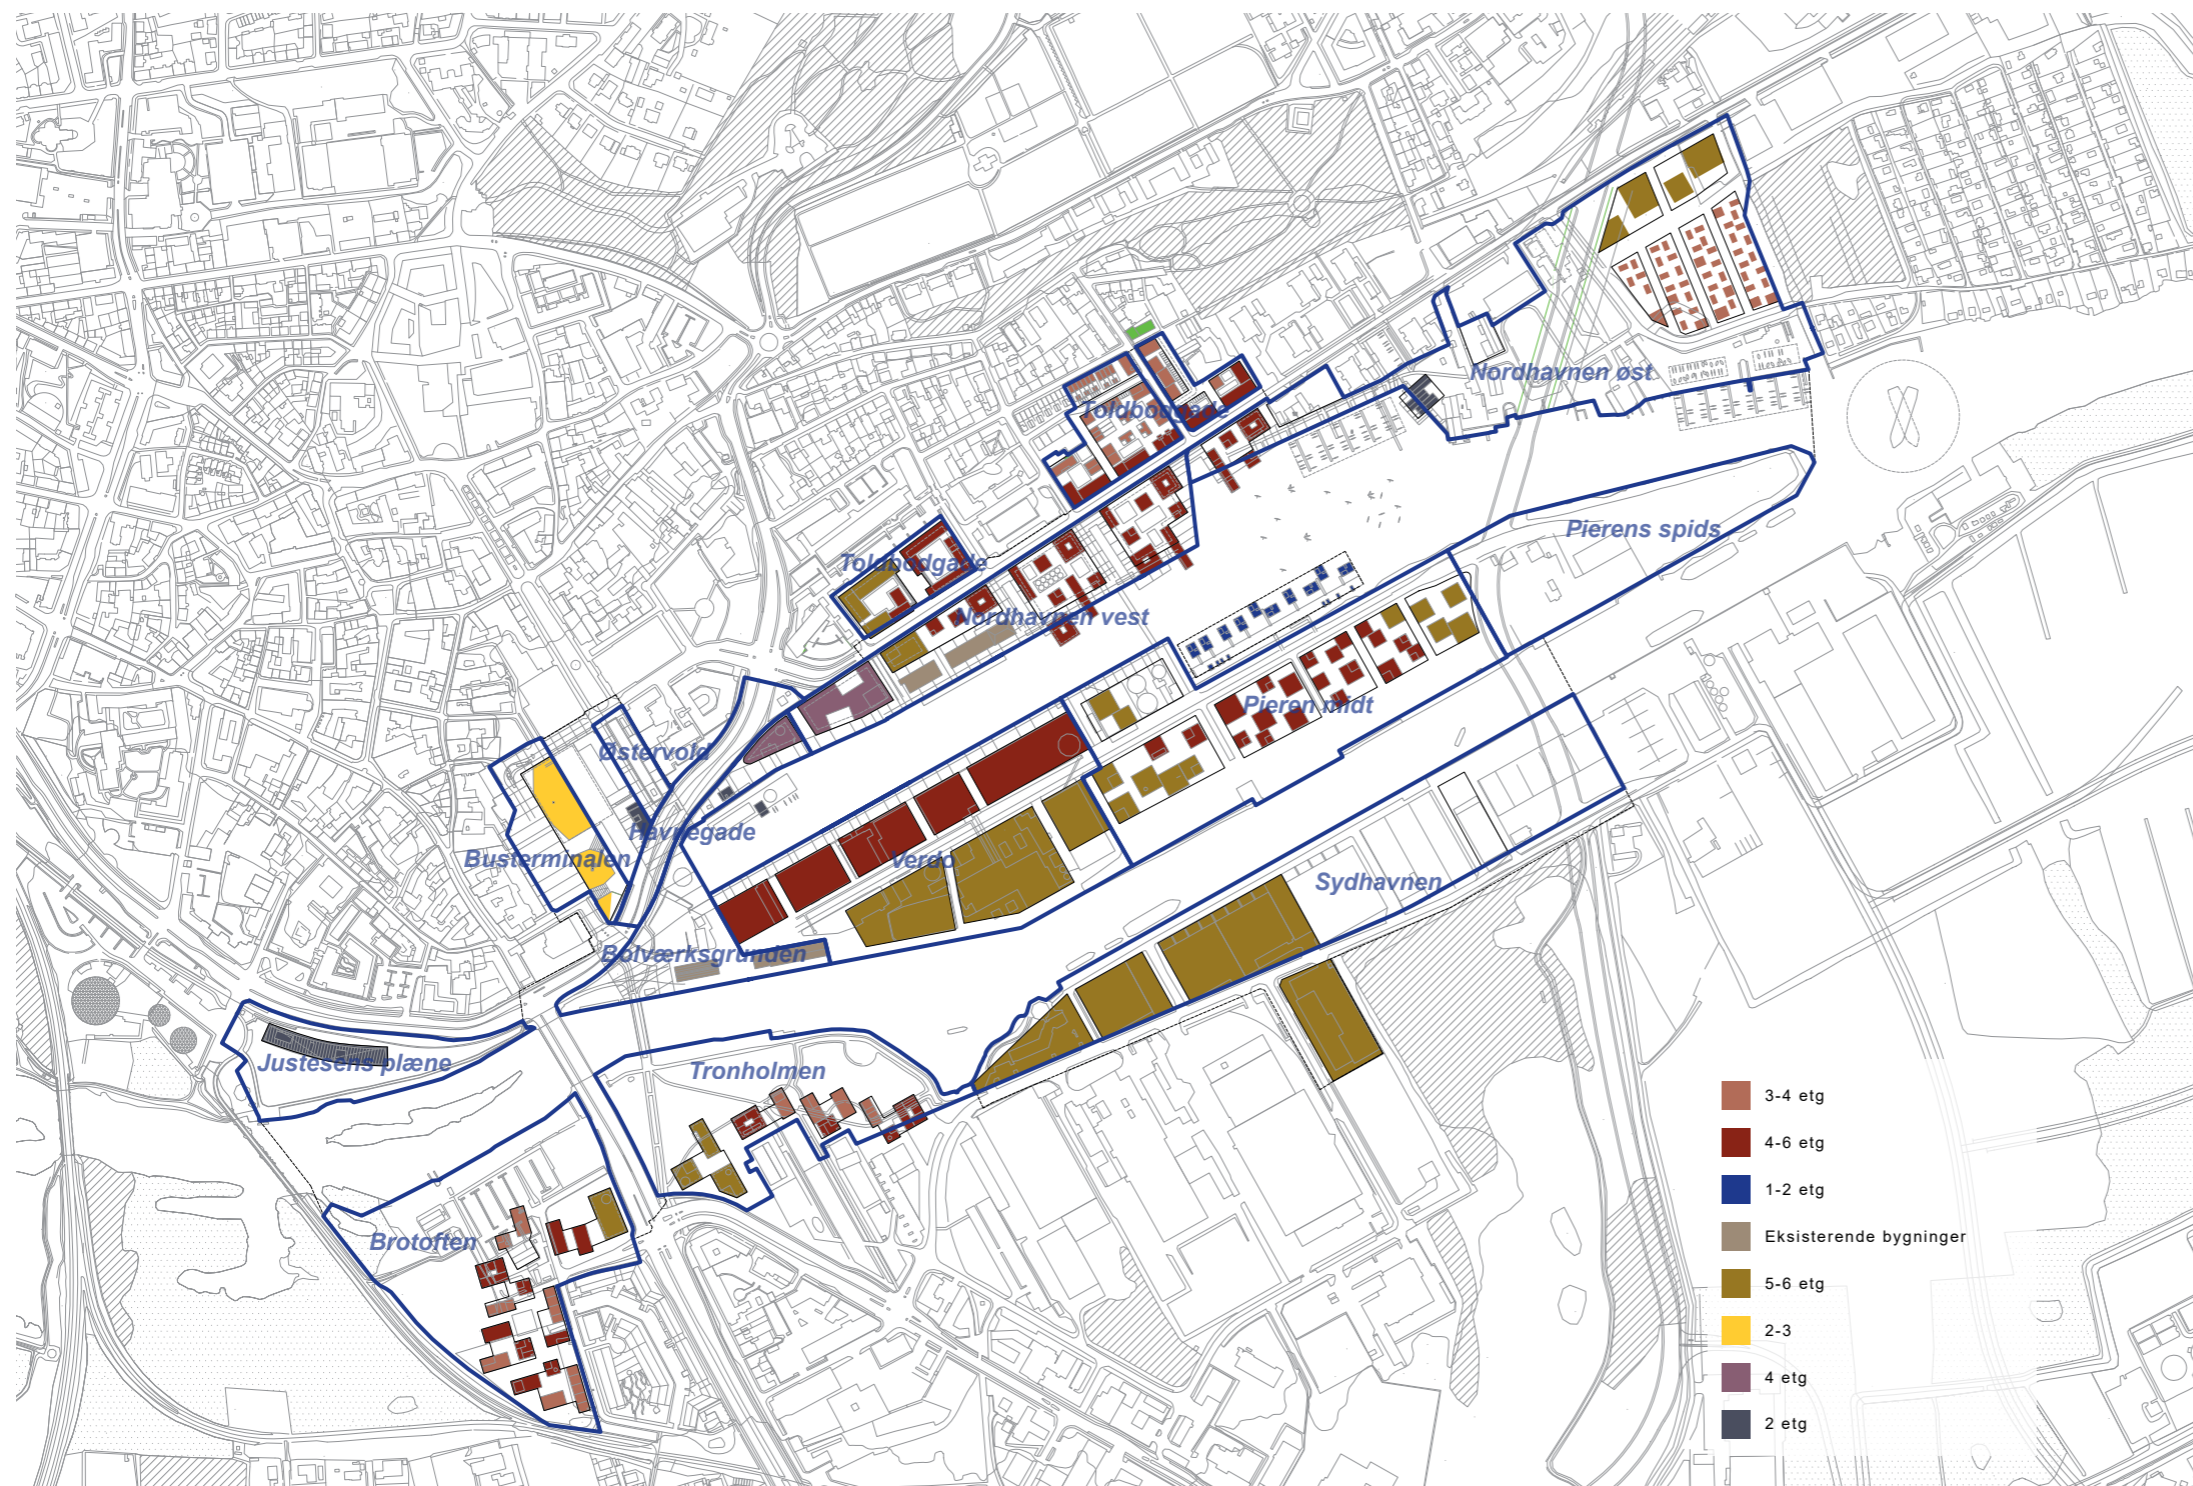 Nordhavnen øst
Toldbodgade
Pierens spids
Toldbodgade
Nordhavnen vest
Pieren midt
Østervold
Havnegade
Busterminalen
Verdo
Sydhavnen
Bolværksgrunden
Justesens plæne
Tronholmen
Brotoften
3-4 etg
4-6 etg
1-2 etg
Eksisterende bygninger
5-6 etg
2-3
4 etg
2 etg